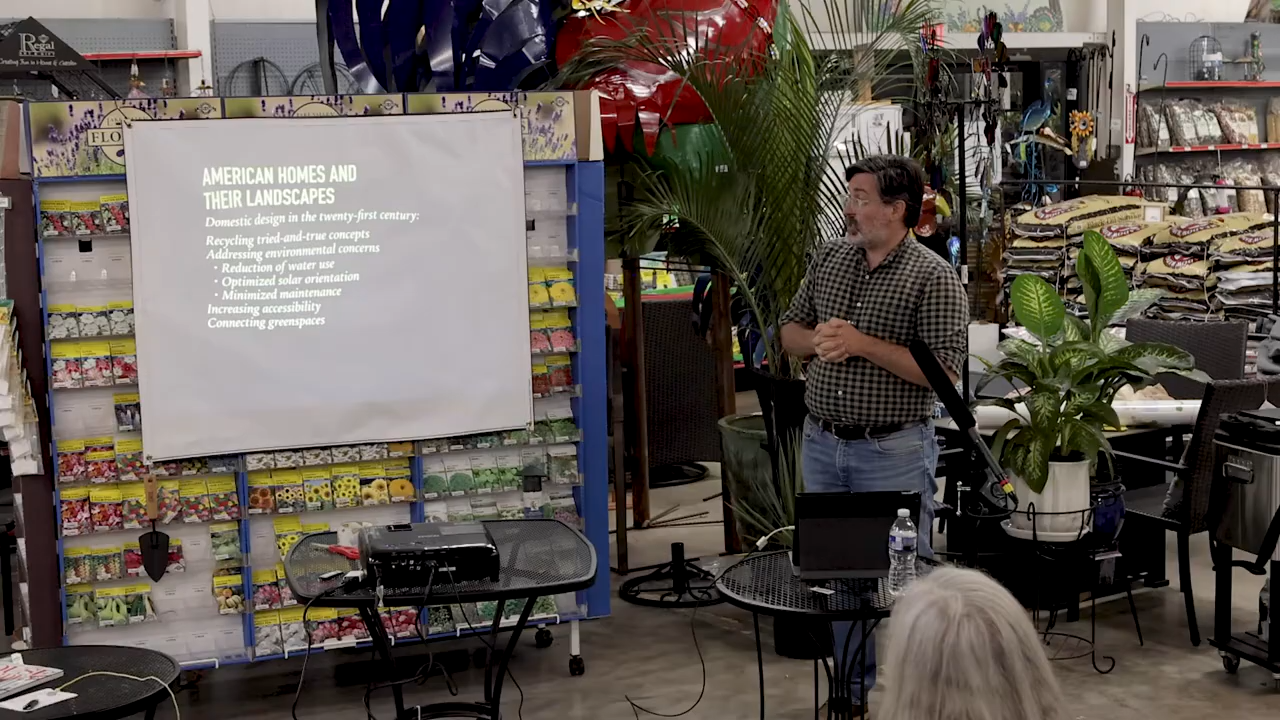 Regal
FLO
AMERICAN HOMES AND
THEIR LANDSCAPES
Domestic design in the twenty-first century:
Recycling tried-and-true concepts
Addressing environmental concerns
• Reduction of water use
• Optimized solar orientation
• Minimized maintenance
Increasing accessibility
Connecting greenspaces